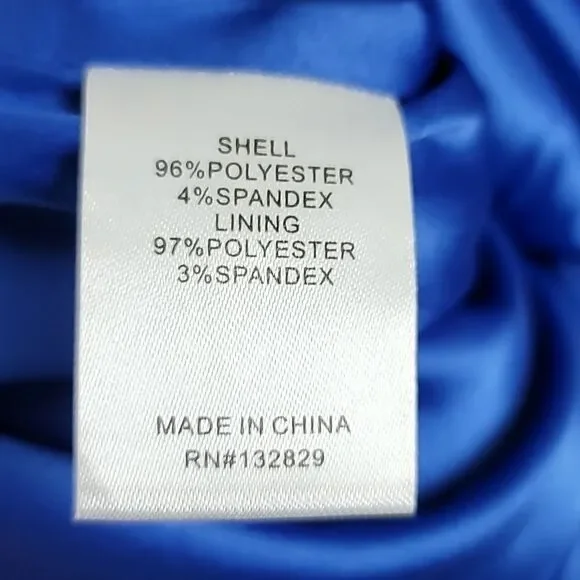 SHELL
96%POLYESTER
4%SPANDEX
LINING
97%POLYESTER
3%SPANDEX
MADE IN CHINA
RN#132829